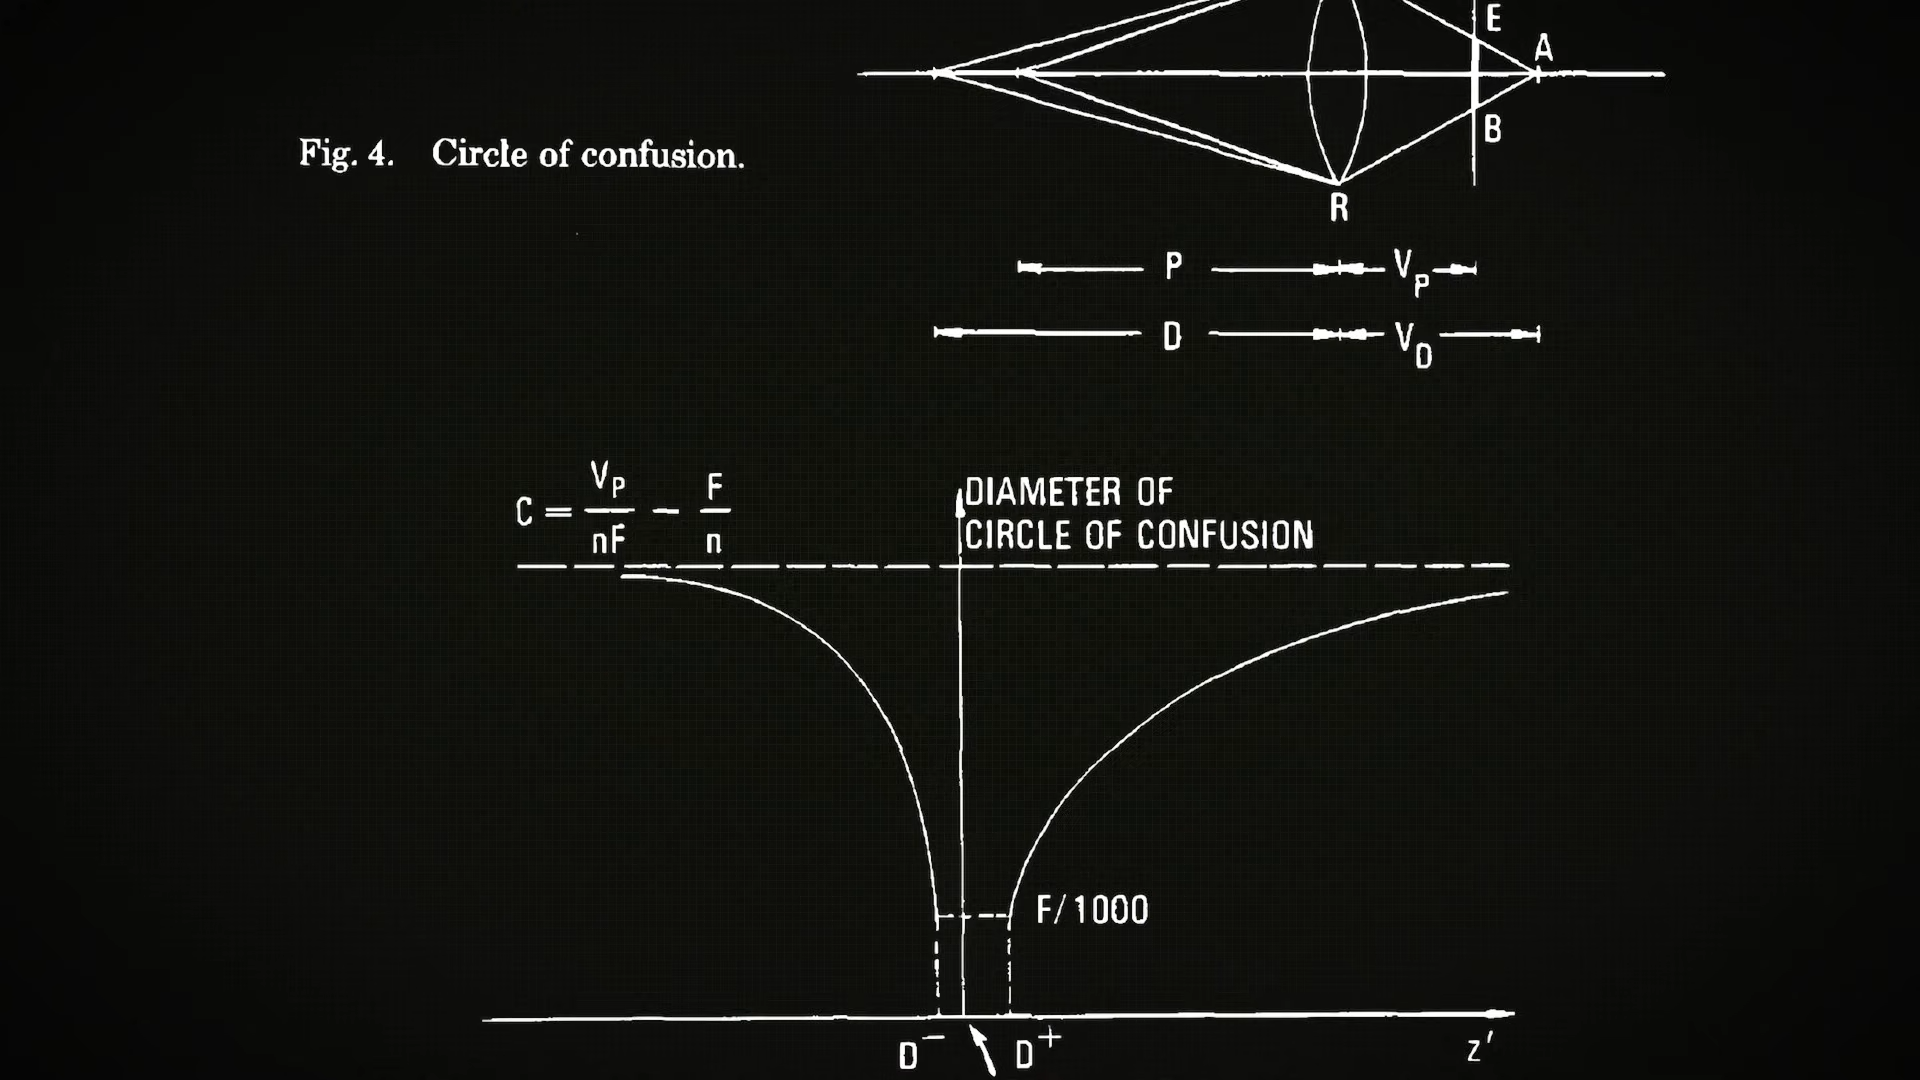 E
A
Fig. 4. Circle of confusion.
B
R
P
V_P
D
V_D
C = V_P/nF - F/n
DIAMETER OF
CIRCLE OF CONFUSION
F/1000
D⁻
D⁺
z'